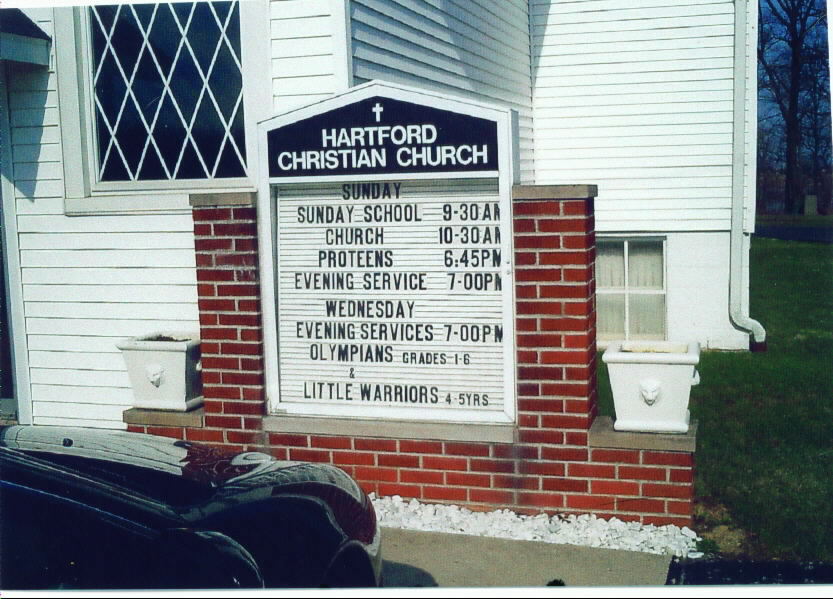 HARTFORD
CHRISTIAN CHURCH
SUNDAY
SUNDAY SCHOOL 9-30AM
CHURCH 10-30AM
PROTEENS 6.45PM
EVENING SERVICE 7-00PM
WEDNESDAY
EVENING SERVICES 7-00PM
OLYMPIANS GRADES 1-6
&
LITTLE WARRIORS 4-5YRS